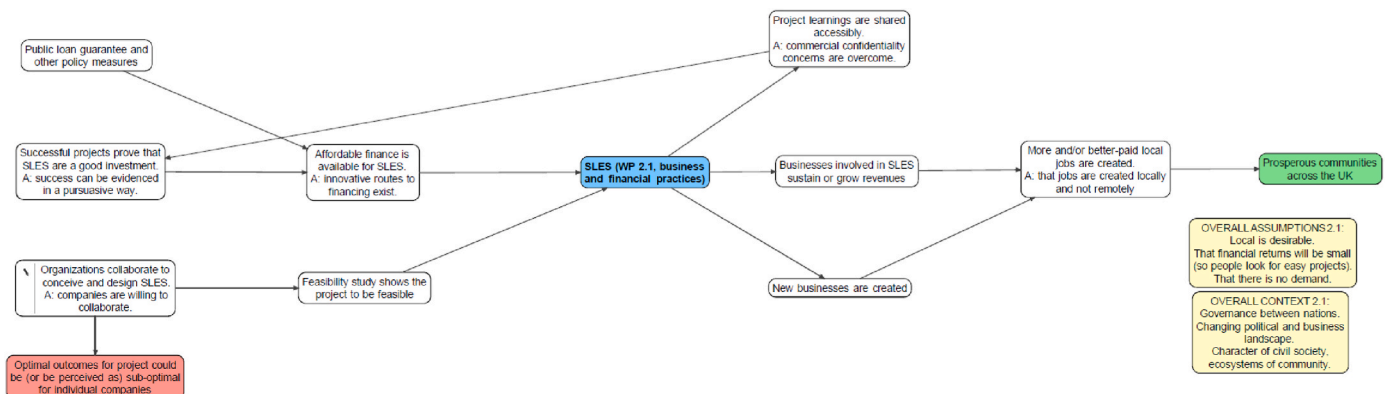 Project learnings are shared
accessibly.
A: commercial confidentiality
concerns are overcome.
Public loan guarantee and
other policy measures
Successful projects prove that
SLES are a good investment.
A: success can be evidenced
in a pursuasive way.
Affordable finance is
available for SLES.
A: innovative routes to
financing exist.
SLES (WP 2.1, business
and financial practices)
Businesses involved in SLES
sustain or grow revenues
More and/or better-paid local
jobs are created.
A: that jobs are created locally
and not remotely
Prosperous communities
across the UK
Organizations collaborate to
conceive and design SLES.
A: companies are willing to
collaborate.
Feasibility study shows the
project to be feasible
New businesses are created
OVERALL ASSUMPTIONS 2.1:
Local is desirable.
That financial returns will be small
(so people look for easy projects).
That there is no demand.
OVERALL CONTEXT 2.1:
Governance between nations.
Changing political and business
landscape.
Character of civil society,
ecosystems of community.
Optimal outcomes for project could
be (or be perceived as) sub-optimal
for individual companies